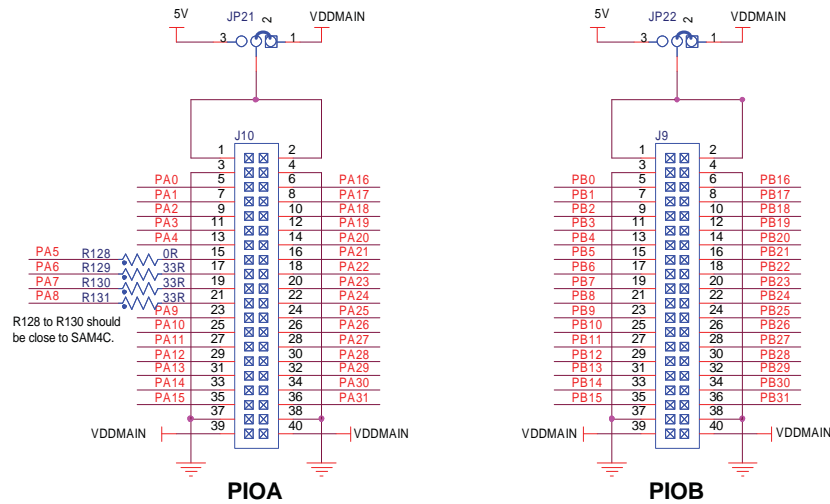 5V JP21 2 VDDMAIN
3 1
J10
1 2
3 4
PA0 5 6 PA16
PA1 7 8 PA17
PA2 9 10 PA18
PA3 11 12 PA19
PA4 13 14 PA20
PA5 R128 0R 15 16 PA21
PA6 R129 33R 17 18 PA22
PA7 R130 33R 19 20 PA23
PA8 R131 33R 21 22 PA24
PA9 23 24 PA25
PA10 25 26 PA26
PA11 27 28 PA27
PA12 29 30 PA28
PA13 31 32 PA29
PA14 33 34 PA30
PA15 35 36 PA31
37 38
VDDMAIN 39 40 VDDMAIN
R128 to R130 should
be close to SAM4C.
PIOA
5V JP22 2 VDDMAIN
3 1
J9
1 2
3 4
PB0 5 6 PB16
PB1 7 8 PB17
PB2 9 10 PB18
PB3 11 12 PB19
PB4 13 14 PB20
PB5 15 16 PB21
PB6 17 18 PB22
PB7 19 20 PB23
PB8 21 22 PB24
PB9 23 24 PB25
PB10 25 26 PB26
PB11 27 28 PB27
PB12 29 30 PB28
PB13 31 32 PB29
PB14 33 34 PB30
PB15 35 36 PB31
37 38
VDDMAIN 39 40 VDDMAIN
PIOB